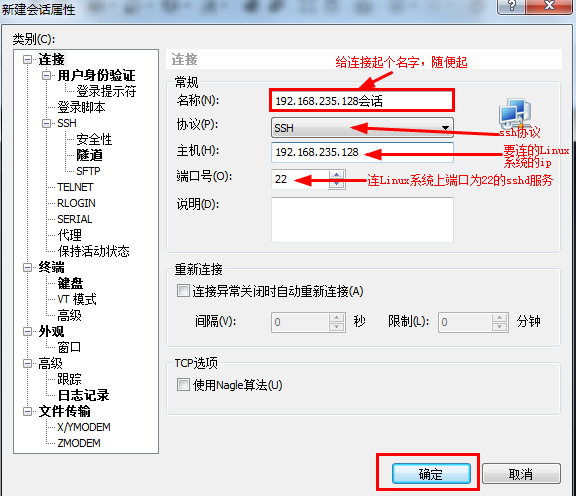 新建会话属性
?
类别(C):
连接
用户身份验证
登录提示符
登录脚本
SSH
安全性
隧道
SFTP
TELNET
RLOGIN
SERIAL
代理
保持活动状态
终端
键盘
VT 模式
高级
外观
窗口
高级
跟踪
日志记录
文件传输
X/YMODEM
ZMODEM
连接
给连接起个名字，随便起
常规
名称(N):
192.168.235.128会话
协议(P):
SSH
ssh协议
主机(H):
192.168.235.128
要连的Linux
系统的ip
端口号(O):
22
连Linux系统上端口为22的sshd服务
说明(D):
重新连接
连接异常关闭时自动重新连接(A)
间隔(V):
0
秒
限制(L):
0
分钟
TCP选项
使用Nagle算法(U)
确定
取消